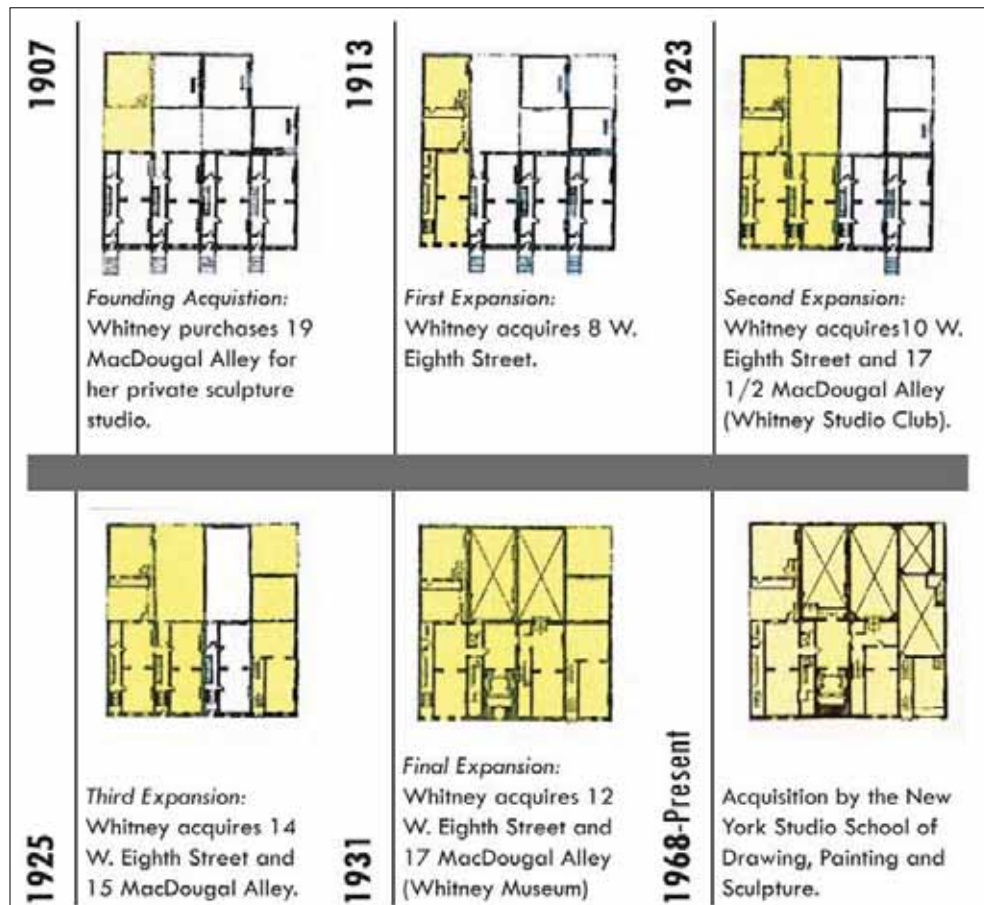 1907
Founding Acquistion:
Whitney purchases 19
MacDougal Alley for
her private sculpture
studio.
1913
First Expansion:
Whitney acquires 8 W.
Eighth Street.
1923
Second Expansion:
Whitney acquires10 W.
Eighth Street and 17
1/2 MacDougal Alley
(Whitney Studio Club).
1925
Third Expansion:
Whitney acquires 14
W. Eighth Street and
15 MacDougal Alley.
1931
Final Expansion:
Whitney acquires 12
W. Eighth Street and
17 MacDougal Alley
(Whitney Museum)
1968-Present
Acquisition by the New
York Studio School of
Drawing, Painting and
Sculpture.